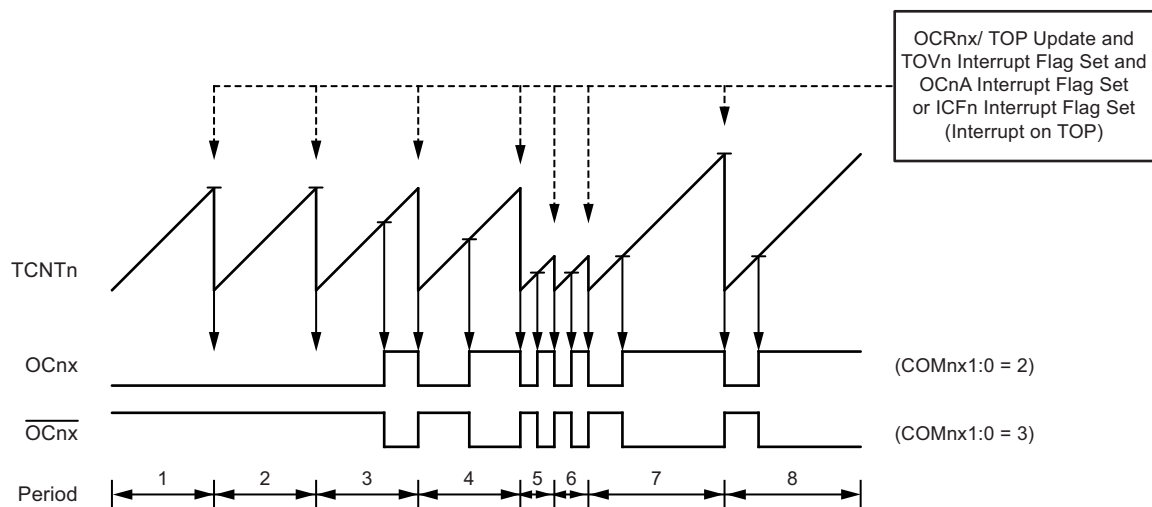 OCRnx/ TOP Update and
TOVn Interrupt Flag Set and
OCnA Interrupt Flag Set
or ICFn Interrupt Flag Set
(Interrupt on TOP)
TCNTn
OCnx
(COMnx1:0 = 2)
OCnx
(COMnx1:0 = 3)
Period
1 2 3 4 5 6 7 8